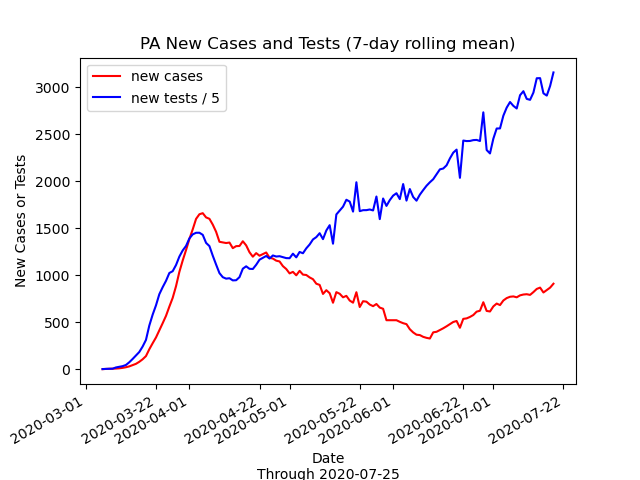 PA New Cases and Tests (7-day rolling mean)
new cases
new tests / 5
New Cases or Tests
3000
2500
2000
1500
1000
500
0
2020-03-01
2020-03-22
2020-04-01
2020-04-22
2020-05-01
2020-05-22
2020-06-01
2020-06-22
2020-07-01
2020-07-22
Date
Through 2020-07-25